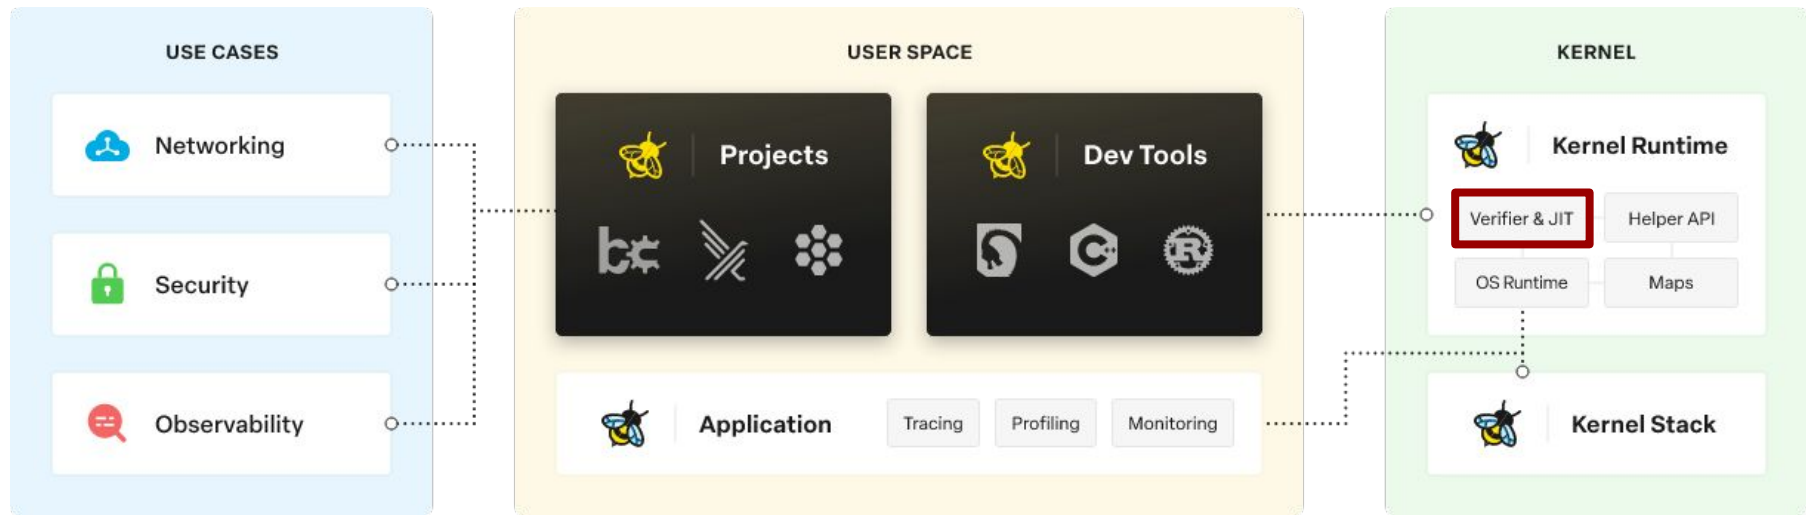 USE CASES
Networking
Security
Observability
USER SPACE
Projects
bc
Dev Tools
C++
R
Application
Tracing
Profiling
Monitoring
KERNEL
Kernel Runtime
Verifier & JIT
Helper API
OS Runtime
Maps
Kernel Stack